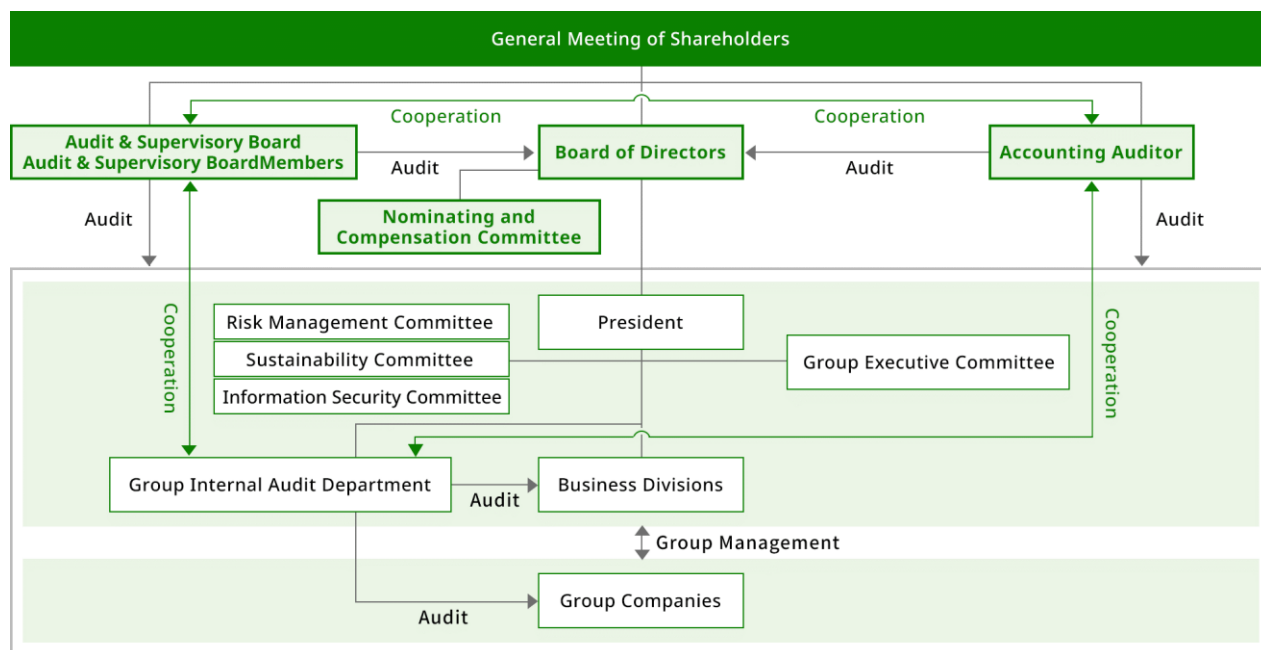 General Meeting of Shareholders
Cooperation
Cooperation
Audit & Supervisory Board
Audit & Supervisory BoardMembers
Audit
Board of Directors
Audit
Accounting Auditor
Audit
Nominating and
Compensation Committee
Audit
Cooperation
Risk Management Committee
Sustainability Committee
Information Security Committee
President
Group Executive Committee
Cooperation
Group Internal Audit Department
Audit
Business Divisions
Group Management
Audit
Group Companies